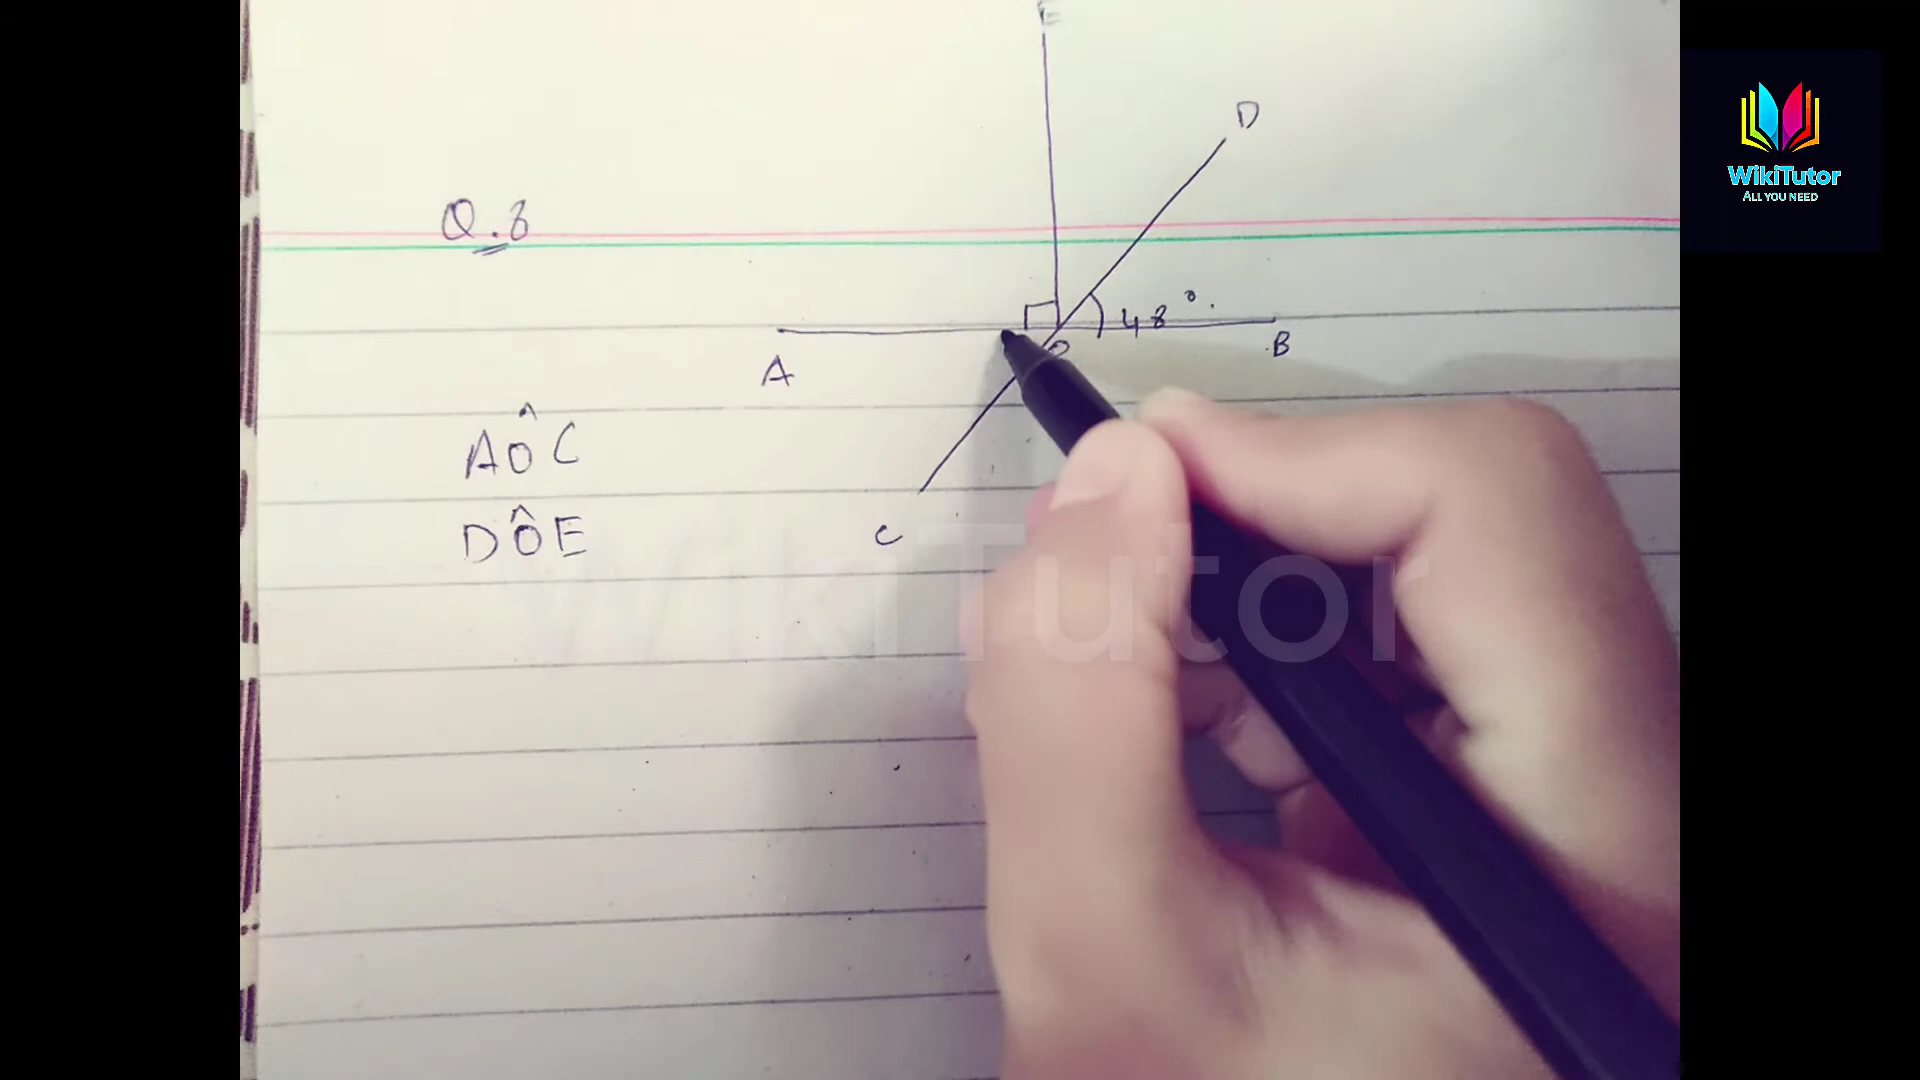 E
D
Q.8
48°.
O
A
B
AÔC
C
DÔE
WikiTutor
WikiTutor
ALL YOU NEED